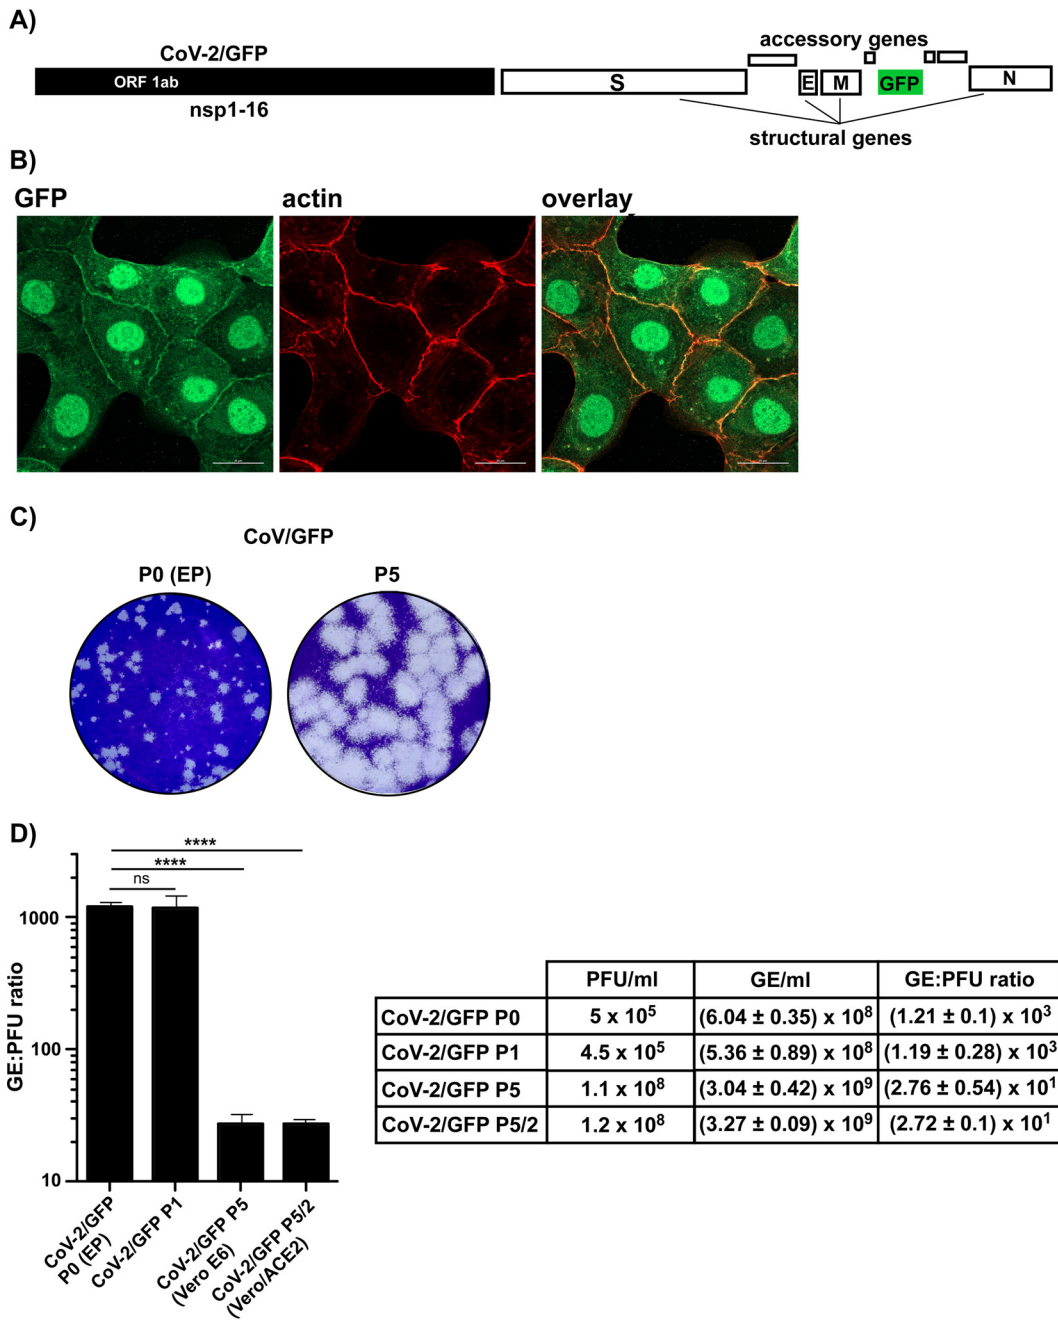 A)
CoV-2/GFP
accessory genes
ORF 1ab
S
E
M
GFP
N
nsp1-16
structural genes
B)
GFP
actin
overlay
C)
CoV/GFP
P0 (EP)
P5
D)
****
****
ns
GE:PFU ratio
1000
100
10
CoV-2/GFP
P0 (EP)
CoV-2/GFP P1
CoV-2/GFP P5
(Vero E6)
CoV-2/GFP P5/2
(Vero/ACE2)
PFU/ml GE/ml GE:PFU ratio
CoV-2/GFP P0 5 x 10⁵ (6.04 ± 0.35) x 10⁸ (1.21 ± 0.1) x 10³
CoV-2/GFP P1 4.5 x 10⁵ (5.36 ± 0.89) x 10⁸ (1.19 ± 0.28) x 10³
CoV-2/GFP P5 1.1 x 10⁸ (3.04 ± 0.42) x 10⁹ (2.76 ± 0.54) x 10¹
CoV-2/GFP P5/2 1.2 x 10⁸ (3.27 ± 0.09) x 10⁹ (2.72 ± 0.1) x 10¹